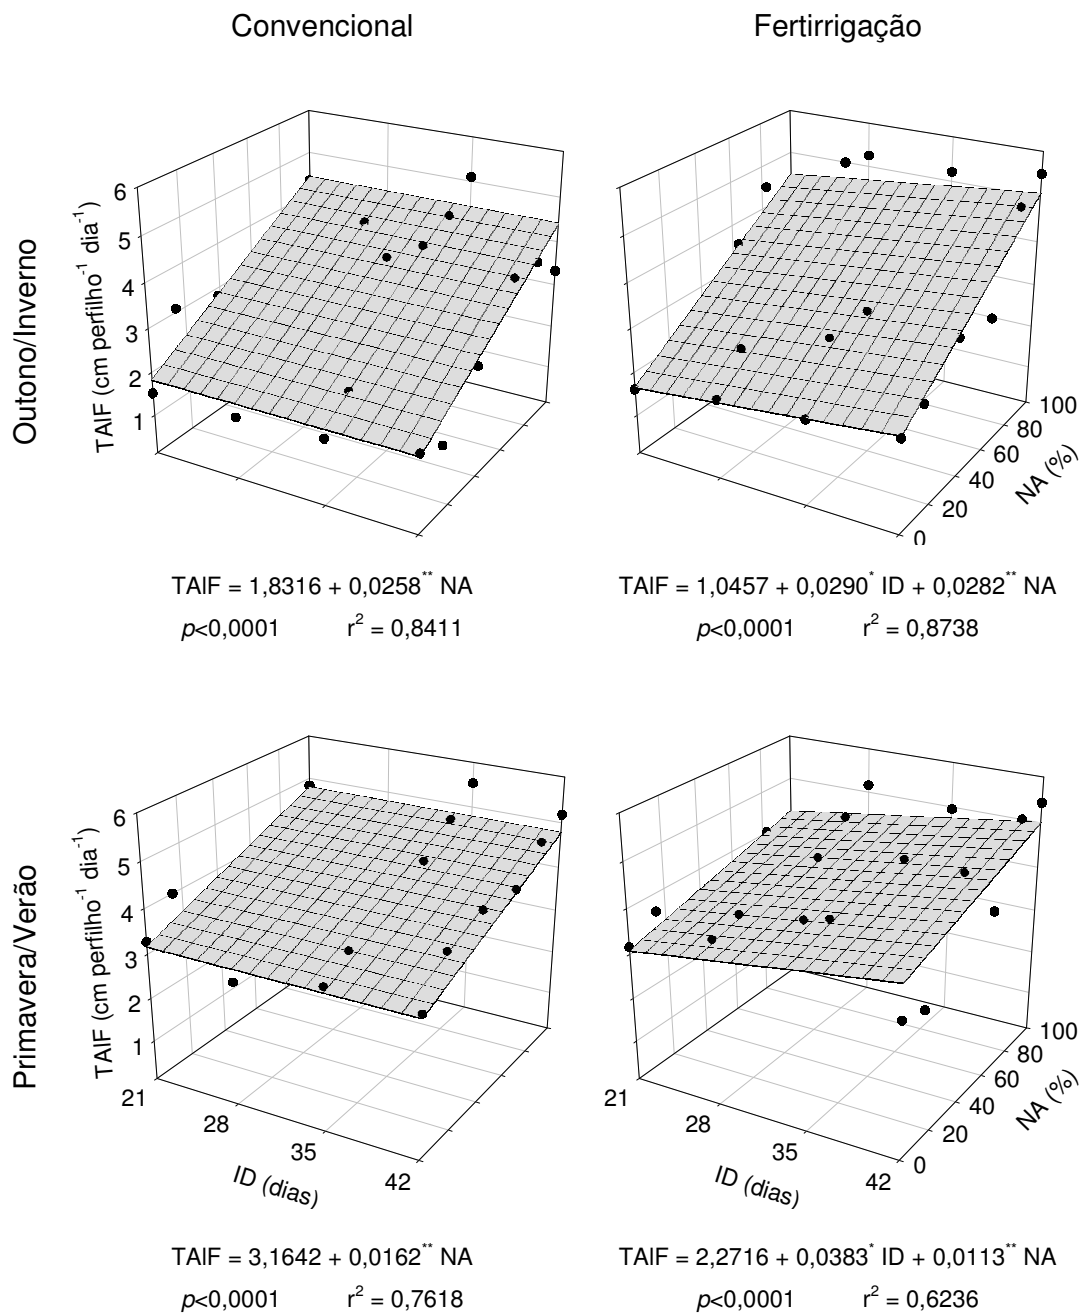 Convencional
Fertirrigação
Outono/Inverno
TAIF (cm perfilho⁻¹ dia⁻¹)
6
5
4
3
2
1
100
80
60
40
20
0
NA (%)
TAIF = 1,8316 + 0,0258** NA
p<0,0001 r² = 0,8411
TAIF = 1,0457 + 0,0290* ID + 0,0282** NA
p<0,0001 r² = 0,8738
Primavera/Verão
TAIF (cm perfilho⁻¹ dia⁻¹)
6
5
4
3
2
1
21
28
35
42
ID (dias)
21
28
35
42
ID (dias)
100
80
60
40
20
0
NA (%)
TAIF = 3,1642 + 0,0162** NA
p<0,0001 r² = 0,7618
TAIF = 2,2716 + 0,0383* ID + 0,0113** NA
p<0,0001 r² = 0,6236